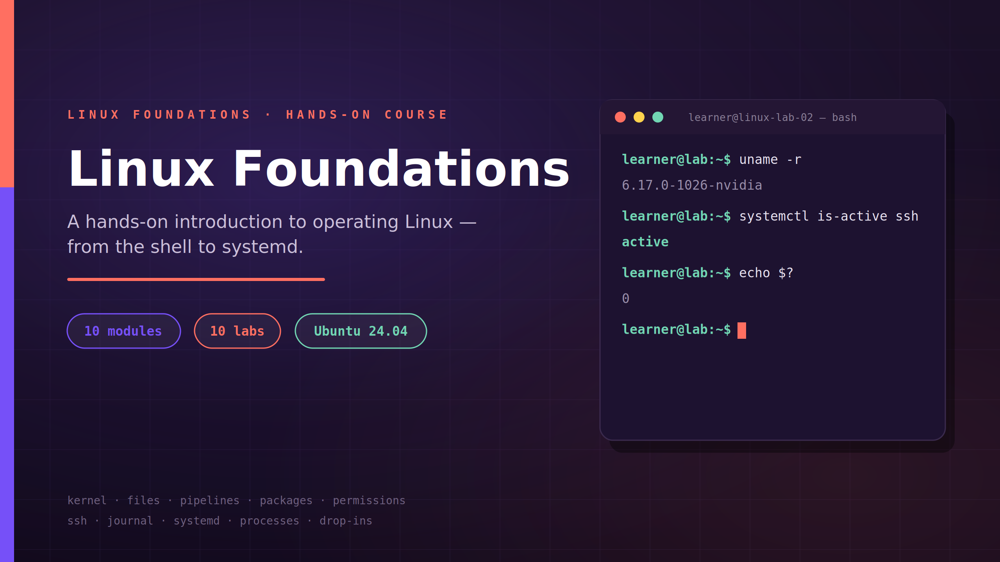 LINUX FOUNDATIONS · HANDS-ON COURSE
Linux Foundations
A hands-on introduction to operating Linux —
from the shell to systemd.
10 modules
10 labs
Ubuntu 24.04
kernel · files · pipelines · packages · permissions
ssh · journal · systemd · processes · drop-ins
learner@linux-lab-02 — bash
learner@lab:~$ uname -r
6.17.0-1026-nvidia
learner@lab:~$ systemctl is-active ssh
active
learner@lab:~$ echo $?
0
learner@lab:~$